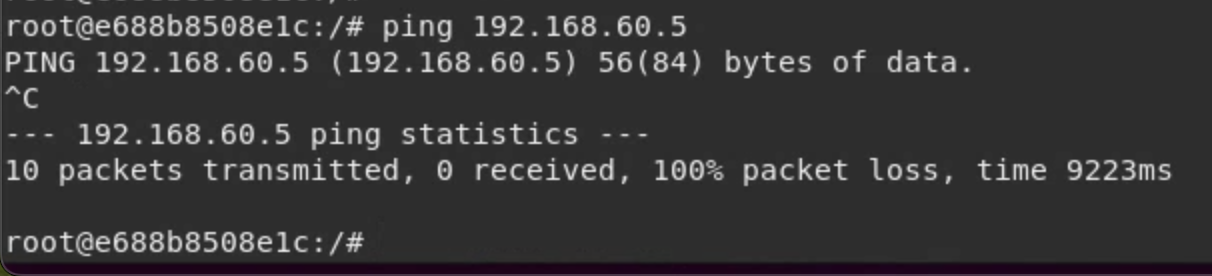 root@e688b8508e1c:/# ping 192.168.60.5
PING 192.168.60.5 (192.168.60.5) 56(84) bytes of data.
^C
--- 192.168.60.5 ping statistics ---
10 packets transmitted, 0 received, 100% packet loss, time 9223ms

root@e688b8508e1c:/#